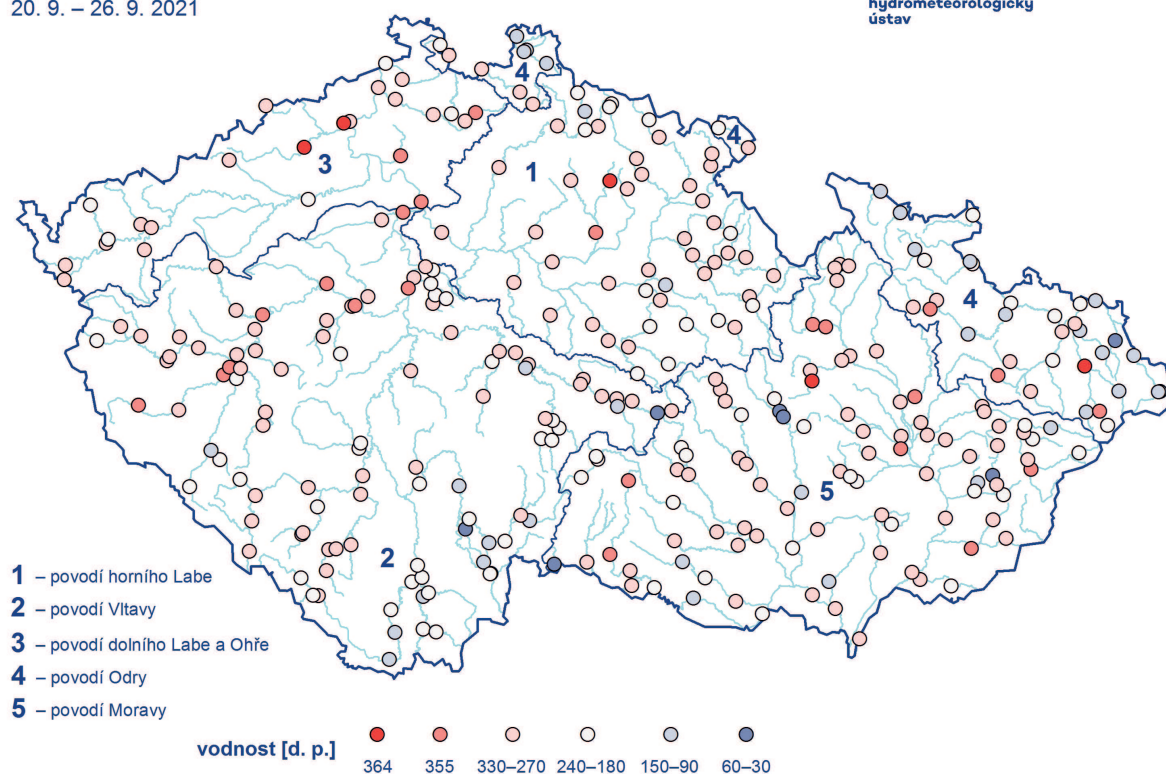 20. 9. – 26. 9. 2021
hydrometeorologický
ústav
4
4
3
1
4
5
2
1 – povodí horního Labe
2 – povodí Vltavy
3 – povodí dolního Labe a Ohře
4 – povodí Odry
5 – povodí Moravy
vodnost [d. p.]
364 355 330–270 240–180 150–90 60–30